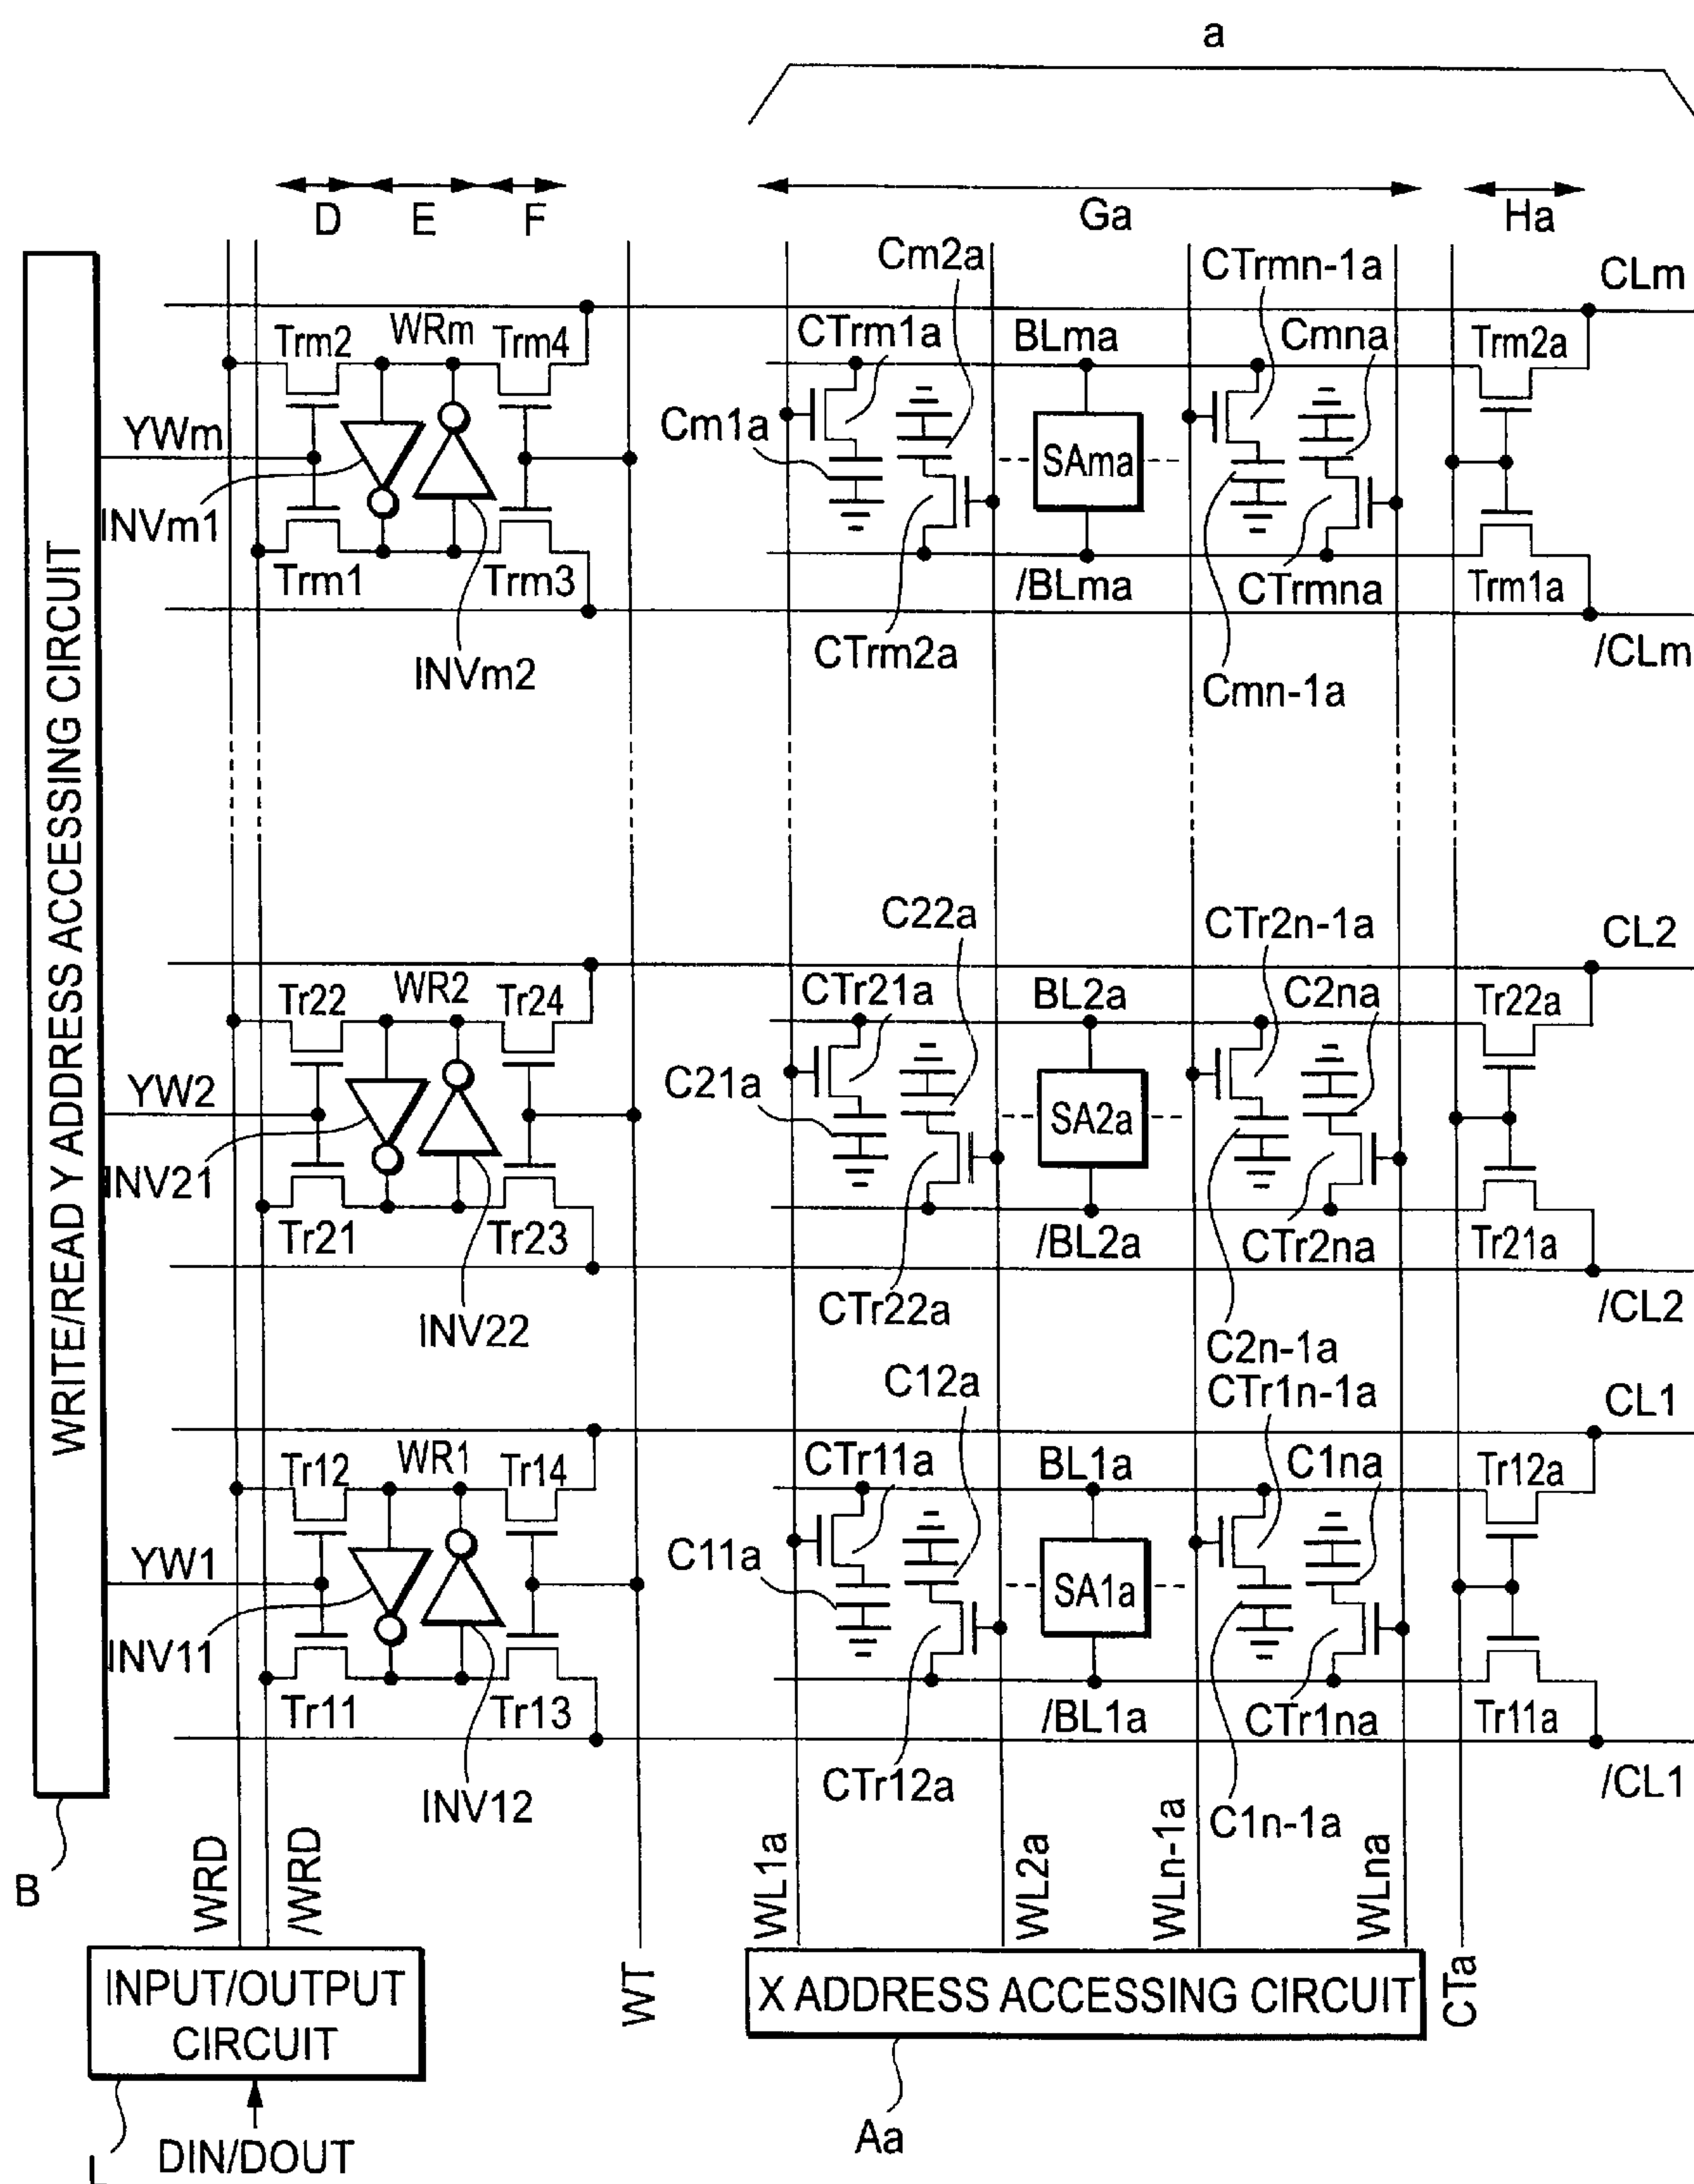 a
D E F Ga Ha
Cm2a CTrmn-1a CLm
Trm2 WRm Trm4 CTrm1a BLma Cmna Trm2a
YWm Cm1a SAma
INVm1
Trm1 Trm3 /BLma CTrmna Trm1a
INVm2 CTrm2a Cmn-1a /CLm
WRITE/READ Y ADDRESS ACCESSING CIRCUIT
C22a CTr2n-1a CL2
Tr22 WR2 Tr24 CTr21a BL2a C2na Tr22a
YW2 C21a SA2a
INV21
Tr21 Tr23 /BL2a CTr2na Tr21a
INV22 CTr22a C2n-1a /CL2
C12a CTr1n-1a CL1
Tr12 WR1 Tr14 CTr11a BL1a C1na Tr12a
YW1 C11a SA1a
INV11
Tr11 Tr13 /BL1a CTr1na Tr11a
INV12 CTr12a C1n-1a /CL1
B WRD /WRD WT WL1a WL2a WLn-1a WLna CTa
INPUT/OUTPUT
CIRCUIT
X ADDRESS ACCESSING CIRCUIT
Aa
DIN/DOUT